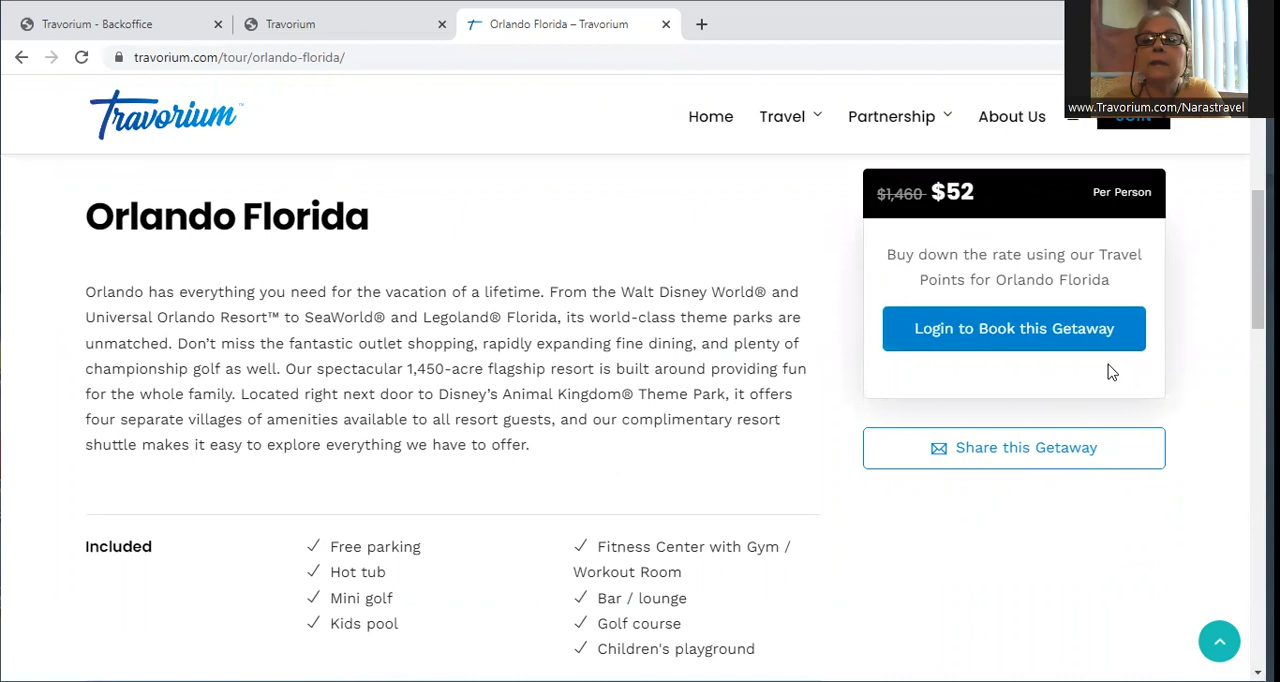 Travorium - Backoffice
Travorium
Orlando Florida – Travorium
travorium.com/tour/orlando-florida/
www.Travorium.com/Narastravel
Travorium™
Home
Travel
Partnership
About Us
JOIN
Orlando Florida
$1,460 $52
Per Person
Buy down the rate using our Travel
Points for Orlando Florida
Login to Book this Getaway
Share this Getaway
Orlando has everything you need for the vacation of a lifetime. From the Walt Disney World® and
Universal Orlando Resort™ to SeaWorld® and Legoland® Florida, its world-class theme parks are
unmatched. Don’t miss the fantastic outlet shopping, rapidly expanding fine dining, and plenty of
championship golf as well. Our spectacular 1,450-acre flagship resort is built around providing fun
for the whole family. Located right next door to Disney’s Animal Kingdom® Theme Park, it offers
four separate villages of amenities available to all resort guests, and our complimentary resort
shuttle makes it easy to explore everything we have to offer.
Included
Free parking
Hot tub
Mini golf
Kids pool
Fitness Center with Gym /
Workout Room
Bar / lounge
Golf course
Children's playground